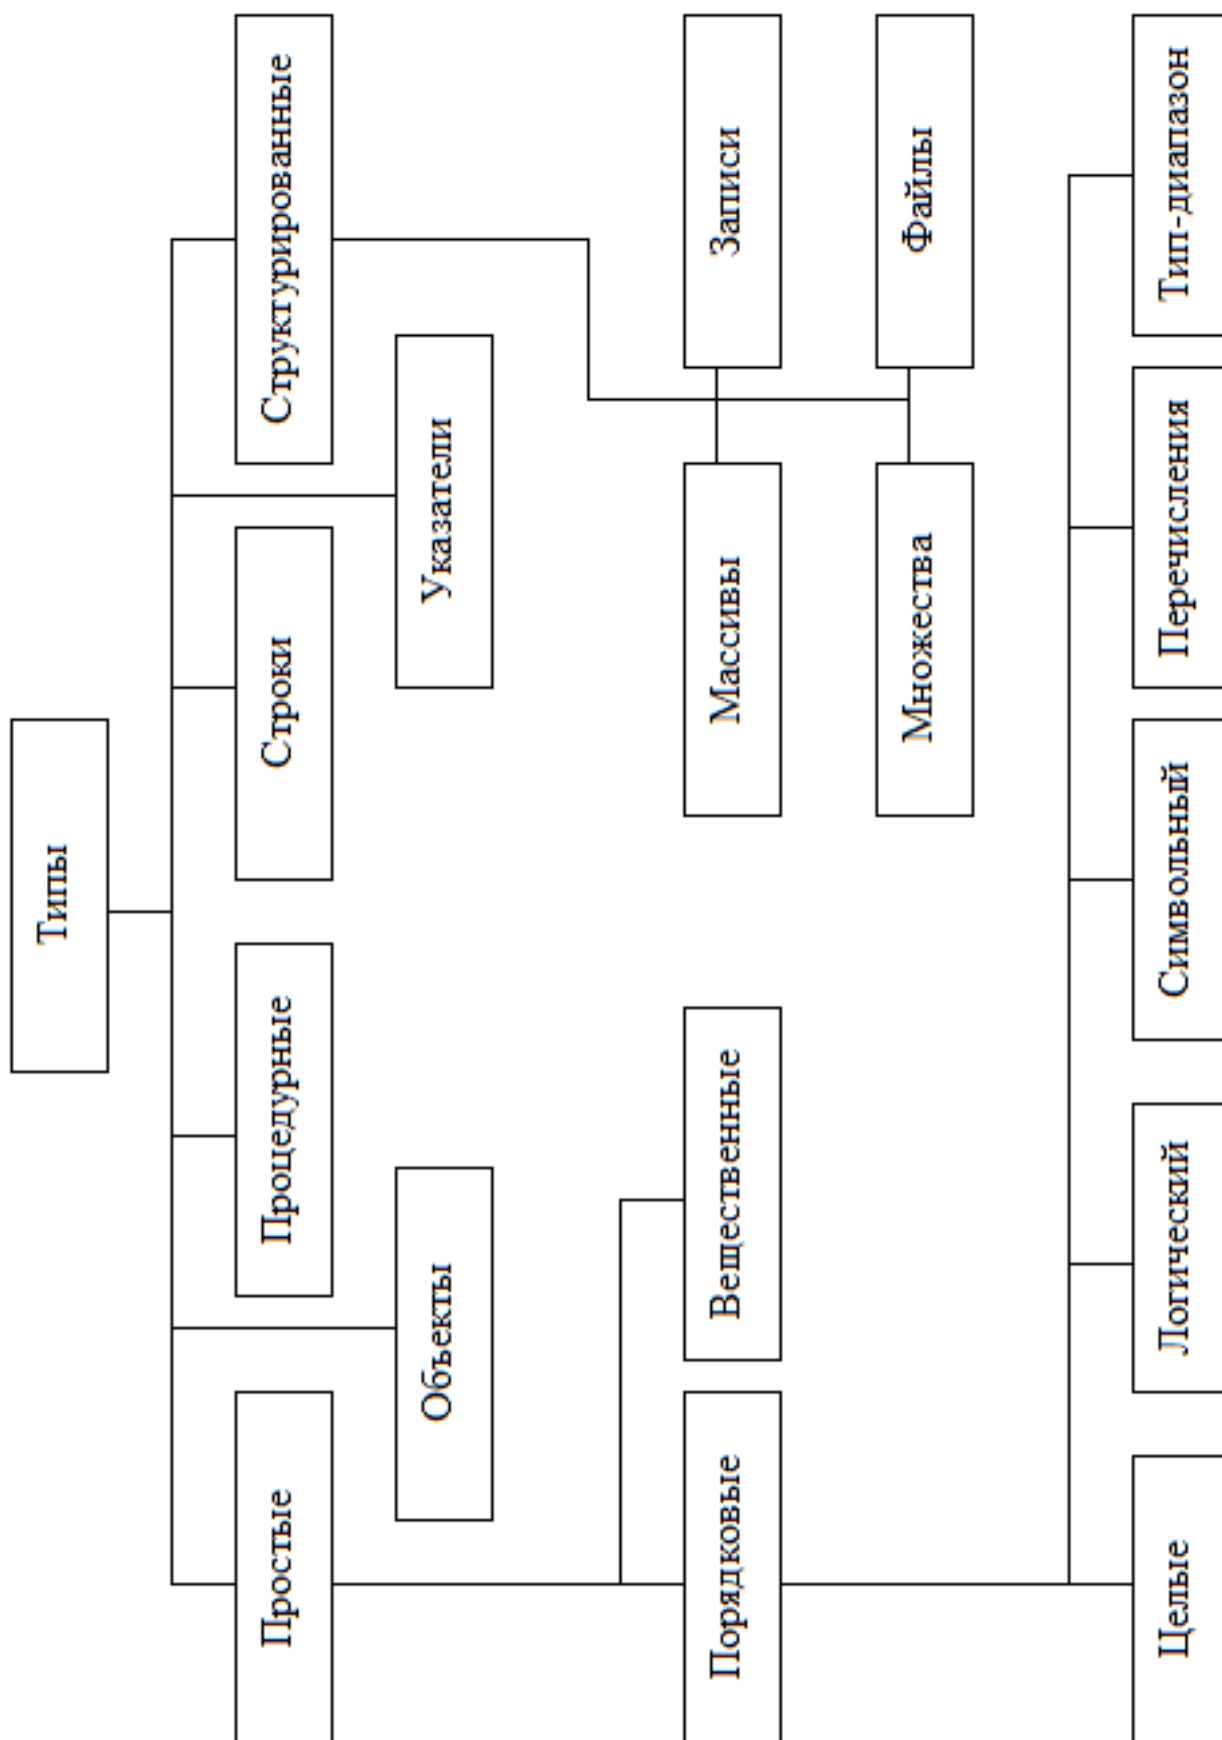 Типы
Простые
Процедурные
Строки
Структурированные
Объекты
Указатели
Порядковые
Вещественные
Массивы
Записи
Множества
Файлы
Целые
Логический
Символьный
Перечисления
Тип-диапазон